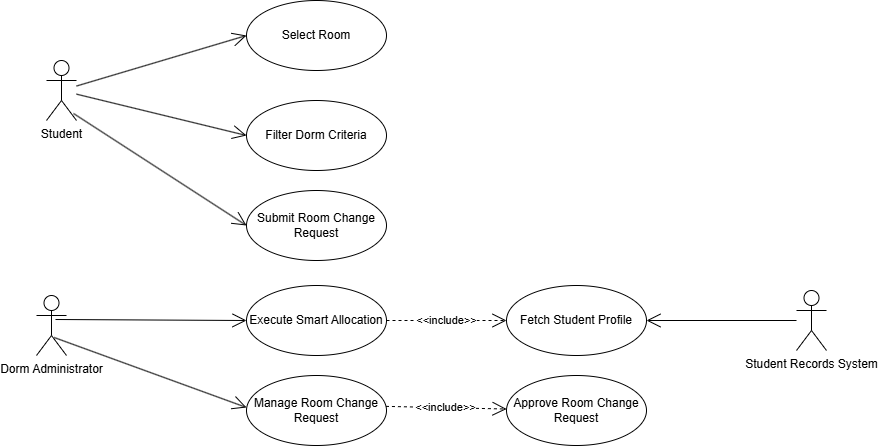 Select Room
Student
Filter Dorm Criteria
Submit Room Change
Request
Dorm Administrator
Execute Smart Allocation
<<include>>
Fetch Student Profile
Student Records System
Manage Room Change
Request
<<include>>
Approve Room Change
Request